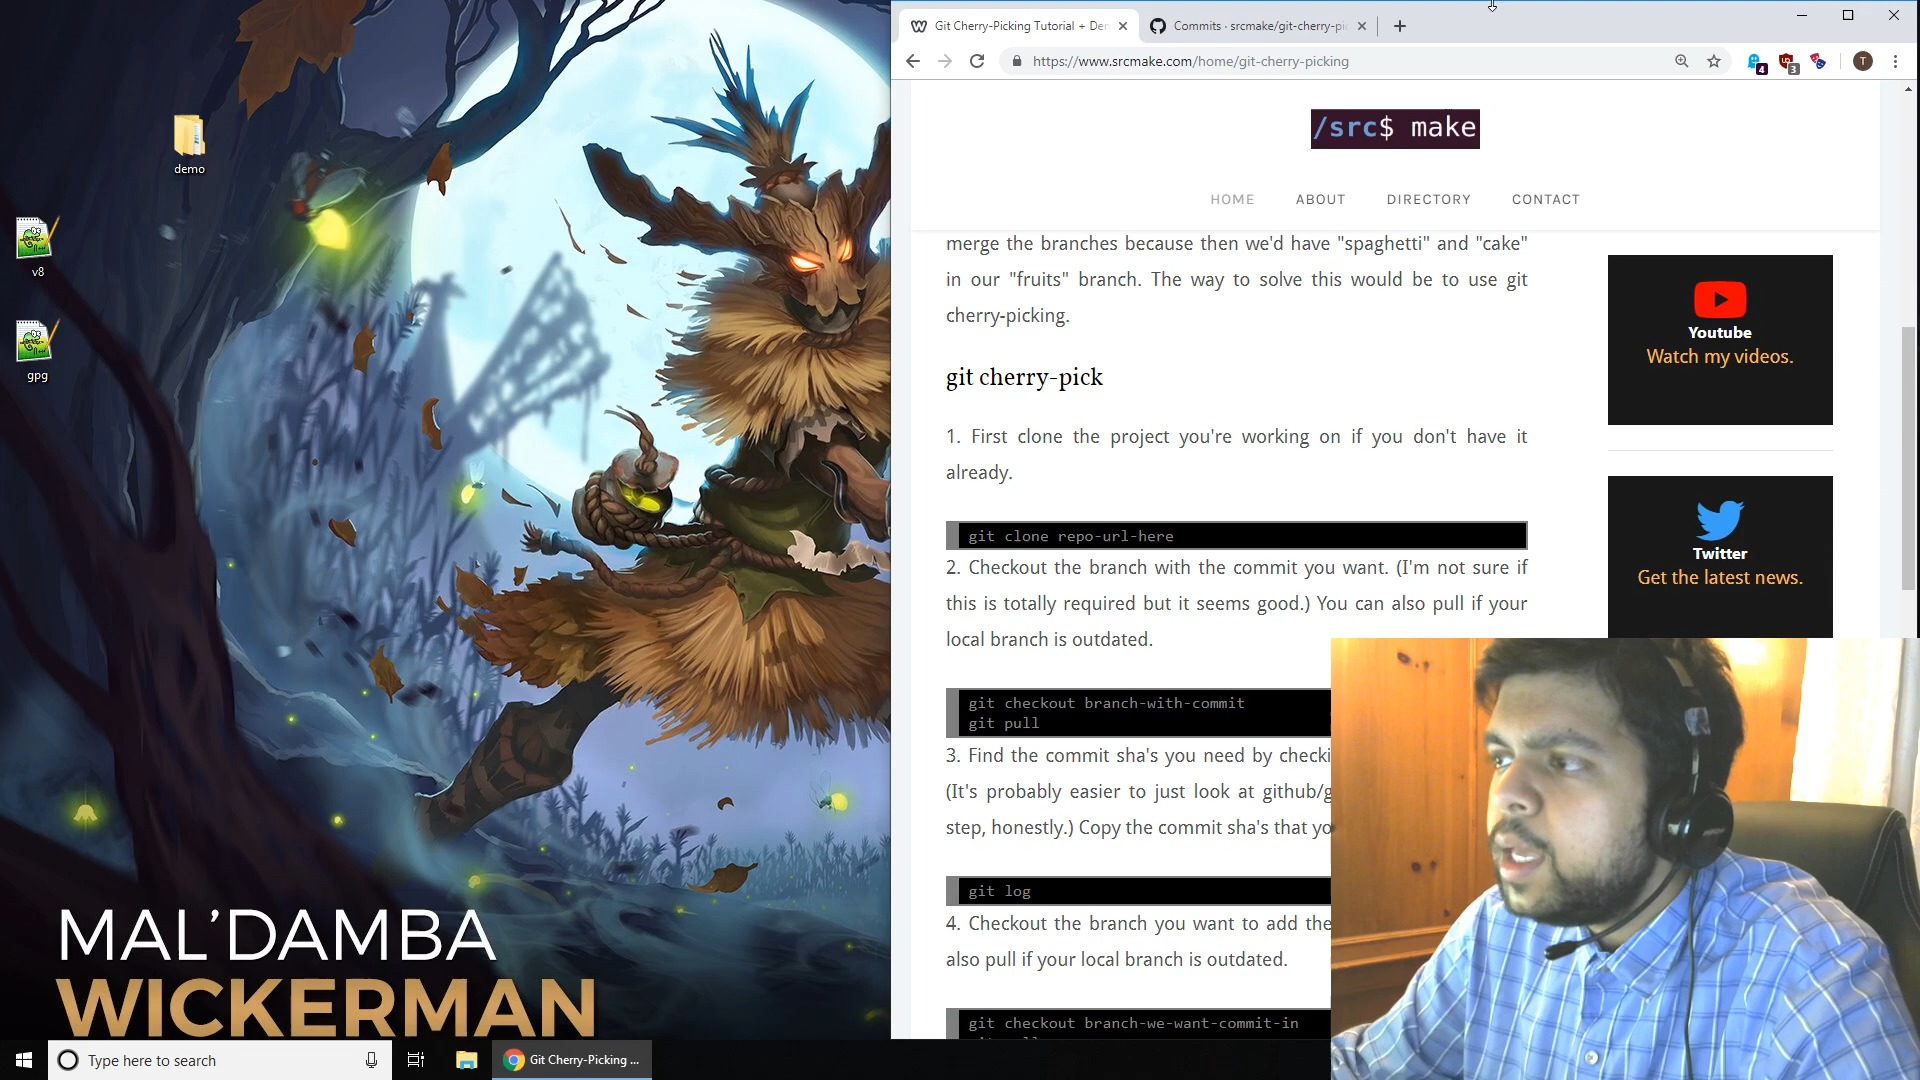 demo
v8
gpg
MAL'DAMBA
WICKERMAN
Type here to search
Git Cherry-Picking ...
Git Cherry-Picking Tutorial + De
Commits · srcmake/git-cherry-pi
https://www.srcmake.com/home/git-cherry-picking
4
3
T
/src$ make
HOME
ABOUT
DIRECTORY
CONTACT
merge the branches because then we'd have "spaghetti" and "cake"
in our "fruits" branch. The way to solve this would be to use git
cherry-picking.
git cherry-pick
1. First clone the project you're working on if you don't have it
already.
git clone repo-url-here
2. Checkout the branch with the commit you want. (I'm not sure if
this is totally required but it seems good.) You can also pull if your
local branch is outdated.
git checkout branch-with-commit
git pull
3. Find the commit sha's you need by checki
(It's probably easier to just look at github/g
step, honestly.) Copy the commit sha's that yo
git log
4. Checkout the branch you want to add the
also pull if your local branch is outdated.
git checkout branch-we-want-commit-in
Youtube
Watch my videos.
Twitter
Get the latest news.